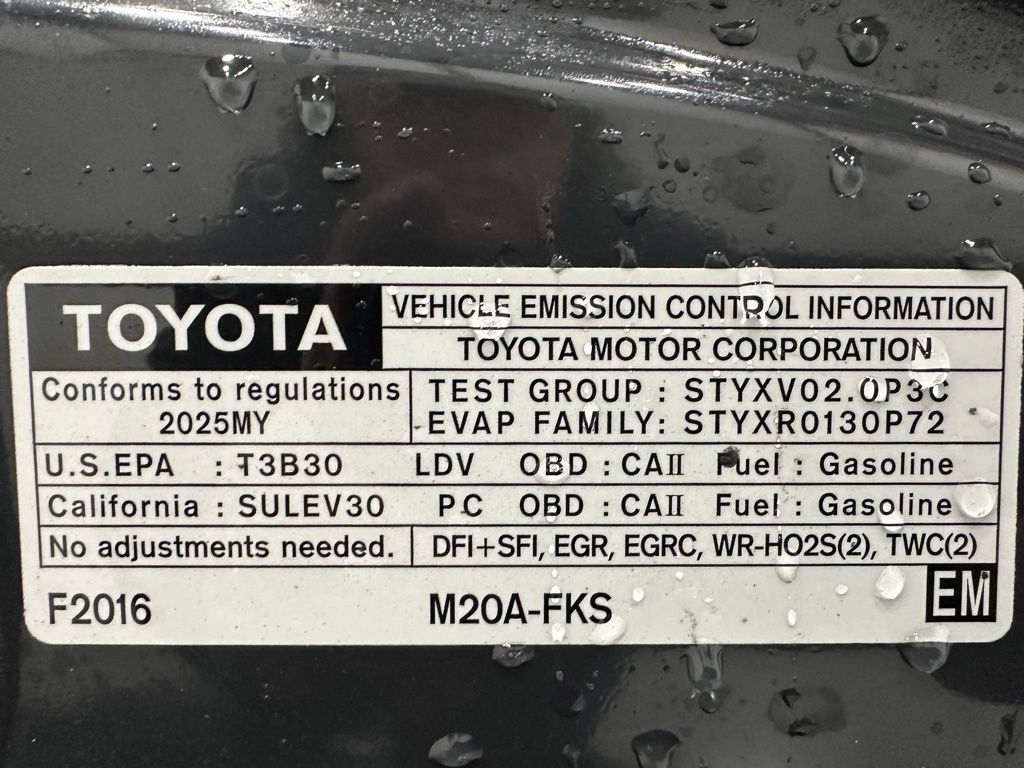 TOYOTA
VEHICLE EMISSION CONTROL INFORMATION
TOYOTA MOTOR CORPORATION
Conforms to regulations
2025MY
TEST GROUP : STYXV02.0P3C
EVAP FAMILY: STYXR0130P72
U.S.EPA : T3B30 LDV OBD : CAII Fuel : Gasoline
California : SULEV30 PC OBD : CAII Fuel : Gasoline
No adjustments needed. DFI+SFI, EGR, EGRC, WR-HO2S(2), TWC(2)
F2016 M20A-FKS EM